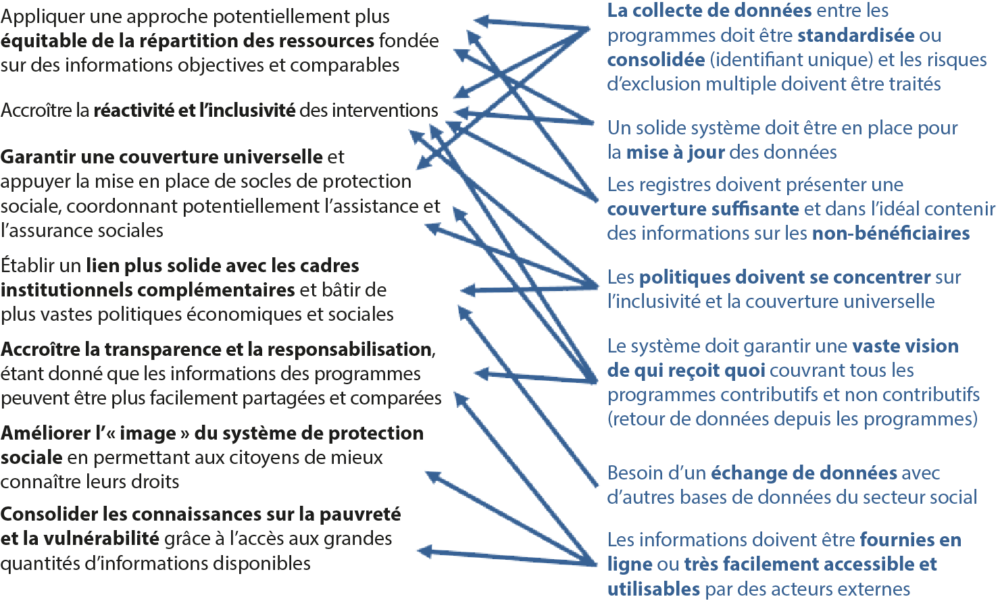 Appliquer une approche potentiellement plus
équitable de la répartition des ressources fondée
sur des informations objectives et comparables
Accroître la réactivité et l’inclusivité des interventions
Garantir une couverture universelle et
appuyer la mise en place de socles de protection
sociale, coordonnant potentiellement l’assistance et
l’assurance sociales
Établir un lien plus solide avec les cadres
institutionnels complémentaires et bâtir de
plus vastes politiques économiques et sociales
Accroître la transparence et la responsabilisation,
étant donné que les informations des programmes
peuvent être plus facilement partagées et comparées
Améliorer l’« image » du système de protection
sociale en permettant aux citoyens de mieux
connaître leurs droits
Consolider les connaissances sur la pauvreté
et la vulnérabilité grâce à l’accès aux grandes
quantités d’informations disponibles
La collecte de données entre les
programmes doit être standardisée ou
consolidée (identifiant unique) et les risques
d’exclusion multiple doivent être traités
Un solide système doit être en place pour
la mise à jour des données
Les registres doivent présenter une
couverture suffisante et dans l’idéal contenir
des informations sur les non-bénéficiaires
Les politiques doivent se concentrer sur
l’inclusivité et la couverture universelle
Le système doit garantir une vaste vision
de qui reçoit quoi couvrant tous les
programmes contributifs et non contributifs
(retour de données depuis les programmes)
Besoin d’un échange de données avec
d’autres bases de données du secteur social
Les informations doivent être fournies en
ligne ou très facilement accessible et
utilisables par des acteurs externes